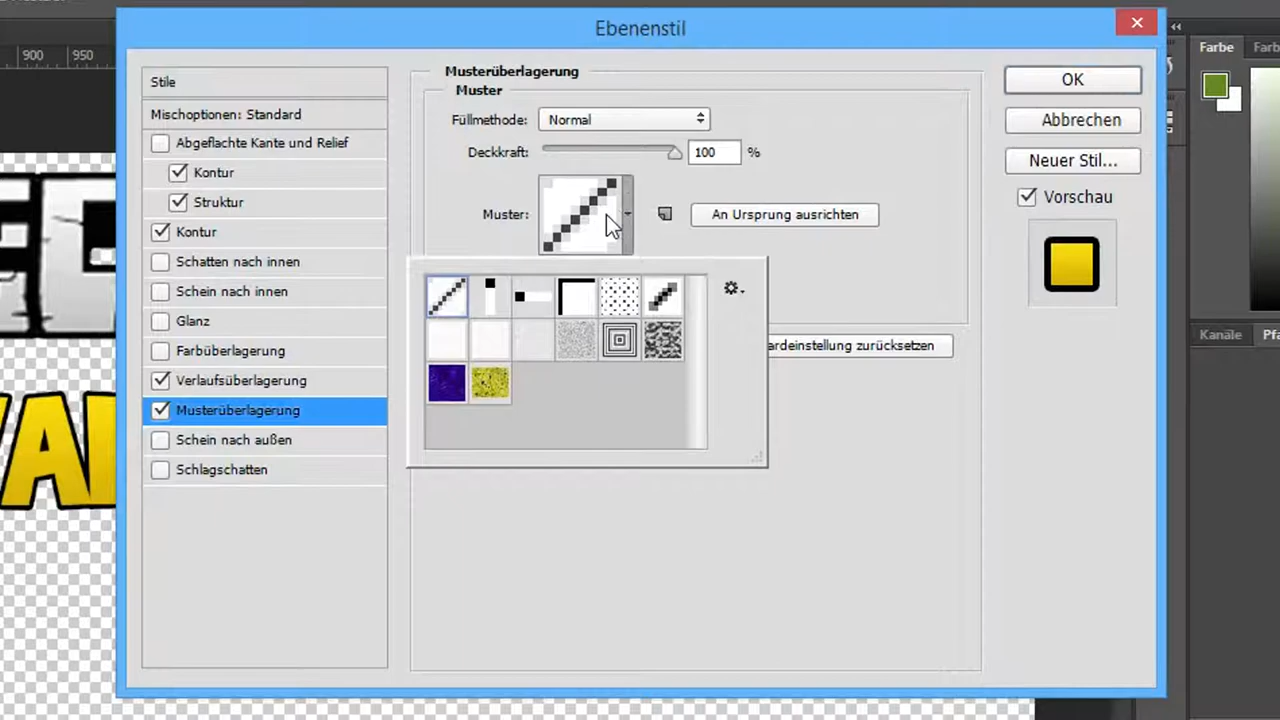 Ebenenstil
900 950
Farbe Farb
Stile
Mischoptionen: Standard
Abgeflachte Kante und Relief
Kontur
Struktur
Kontur
Schatten nach innen
Schein nach innen
Glanz
Farbüberlagerung
Verlaufsüberlagerung
Musterüberlagerung
Schein nach außen
Schlagschatten
Musterüberlagerung
Muster
Füllmethode: Normal
Deckkraft: 100 %
Muster: An Ursprung ausrichten
ardeinstellung zurücksetzen
OK
Abbrechen
Neuer Stil...
Vorschau
Kanäle Pfa